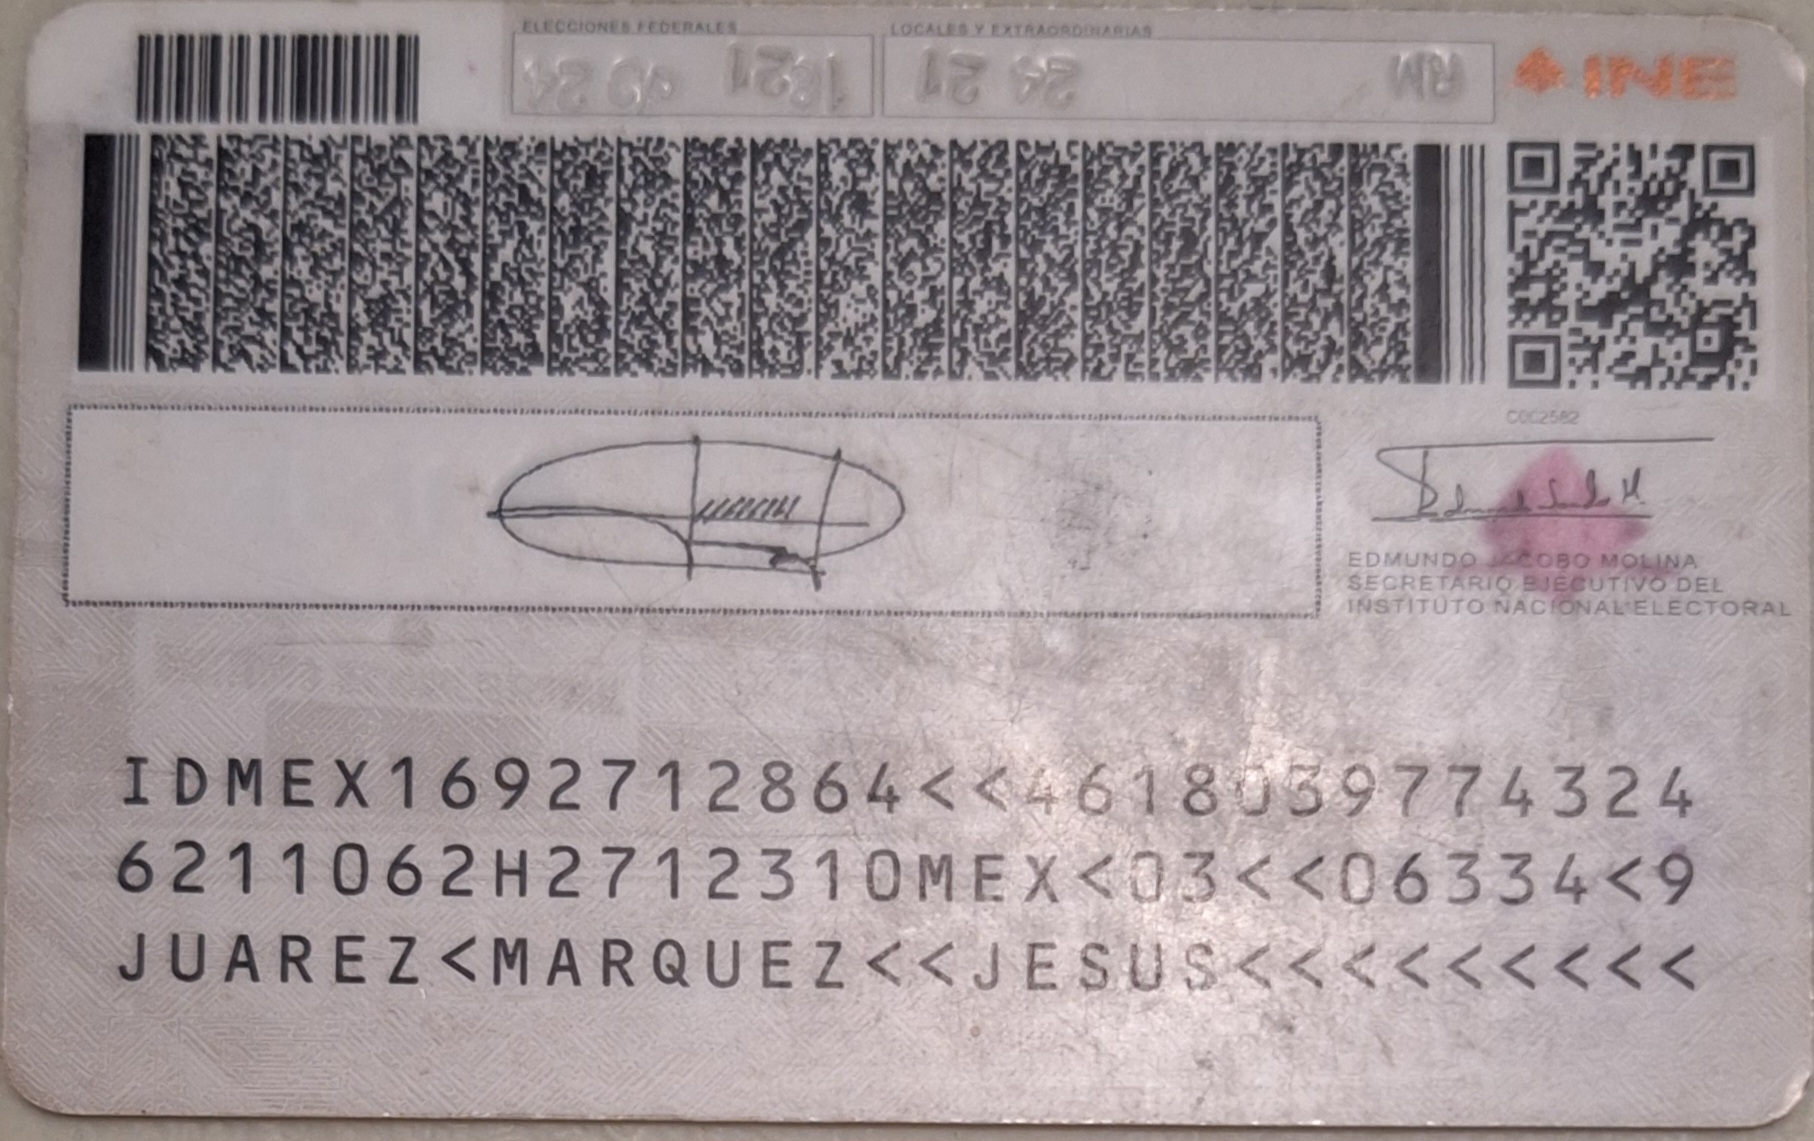 ELECCIONES FEDERALES
LOCALES Y EXTRAORDINARIAS
INE
EDMUNDO JACOBO MOLINA
SECRETARIO EJECUTIVO DEL
INSTITUTO NACIONAL ELECTORAL
IDMEX1692712864<<4618039774324
6211062H2712310MEX<03<<06334<9
JUAREZ<MARQUEZ<<JESUS<<<<<<<<<